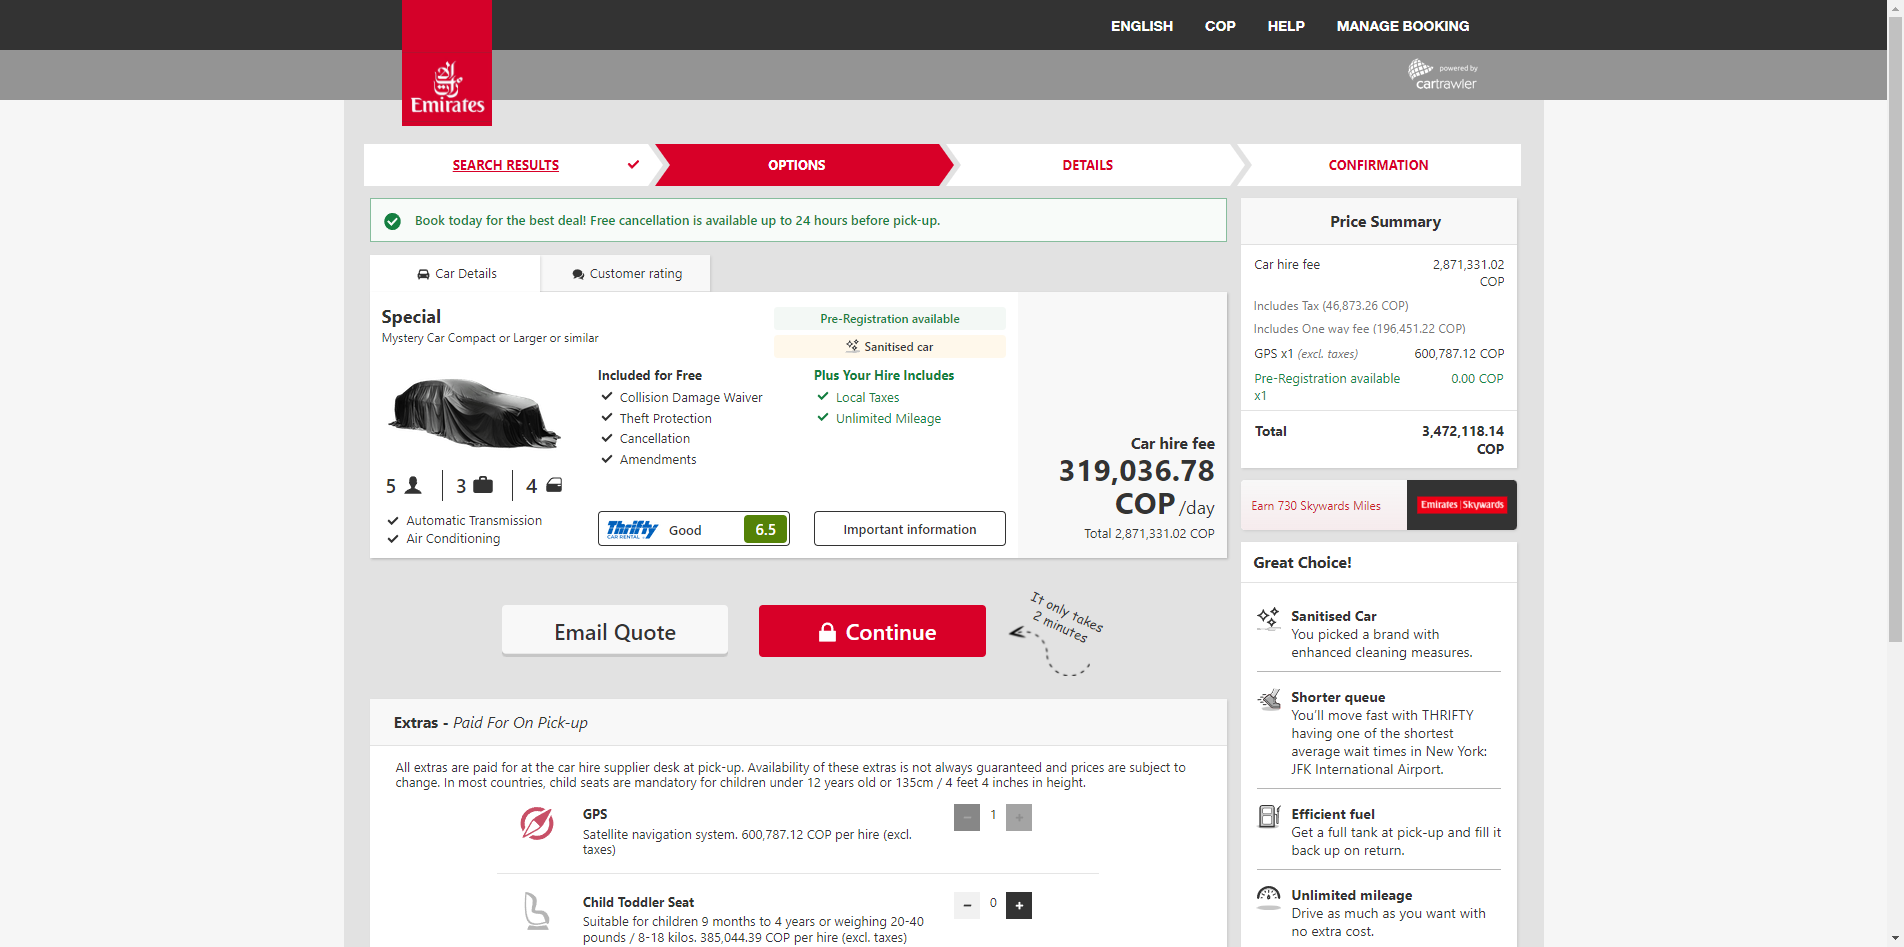 ENGLISH COP HELP MANAGE BOOKING
powered by
cartrawler
Emirates
SEARCH RESULTS OPTIONS DETAILS CONFIRMATION
Book today for the best deal! Free cancellation is available up to 24 hours before pick-up.
Car Details Customer rating
Special
Mystery Car Compact or Larger or similar
Pre-Registration available
Sanitised car
Included for Free
Collision Damage Waiver
Theft Protection
Cancellation
Amendments
Plus Your Hire Includes
Local Taxes
Unlimited Mileage
5 3 4
Automatic Transmission
Air Conditioning
Thrifty
CAR RENTAL
Good 6.5
Important information
Car hire fee
319,036.78
COP /day
Total 2,871,331.02 COP
Email Quote
Continue
It only takes
2 minutes
Extras - Paid For On Pick-up
All extras are paid for at the car hire supplier desk at pick-up. Availability of these extras is not always guaranteed and prices are subject to
change. In most countries, child seats are mandatory for children under 12 years old or 135cm / 4 feet 4 inches in height.
GPS
Satellite navigation system. 600,787.12 COP per hire (excl.
taxes)
- 1 +
Child Toddler Seat
Suitable for children 9 months to 4 years or weighing 20-40
pounds / 8-18 kilos. 385,044.39 COP per hire (excl. taxes)
- 0 +
Price Summary
Car hire fee 2,871,331.02
COP
Includes Tax (46,873.26 COP)
Includes One way fee (196,451.22 COP)
GPS x1 (excl. taxes) 600,787.12 COP
Pre-Registration available 0.00 COP
x1
Total 3,472,118.14
COP
Earn 730 Skywards Miles
Emirates | Skywards
Great Choice!
Sanitised Car
You picked a brand with
enhanced cleaning measures.
Shorter queue
You'll move fast with THRIFTY
having one of the shortest
average wait times in New York:
JFK International Airport.
Efficient fuel
Get a full tank at pick-up and fill it
back up on return.
Unlimited mileage
Drive as much as you want with
no extra cost.